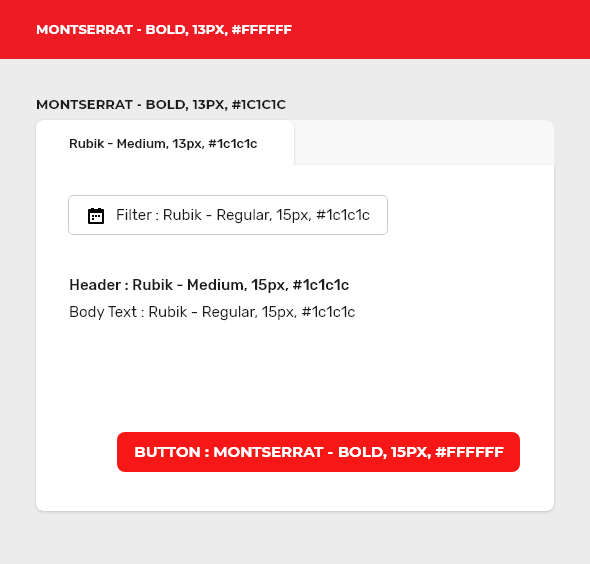 MONTSERRAT - BOLD, 13PX, #FFFFFF
MONTSERRAT - BOLD, 13PX, #1C1C1C
Rubik - Medium, 13px, #1c1c1c
Filter : Rubik - Regular, 15px, #1c1c1c
Header : Rubik - Medium, 15px, #1c1c1c
Body Text : Rubik - Regular, 15px, #1c1c1c
BUTTON : MONTSERRAT - BOLD, 15PX, #FFFFFF